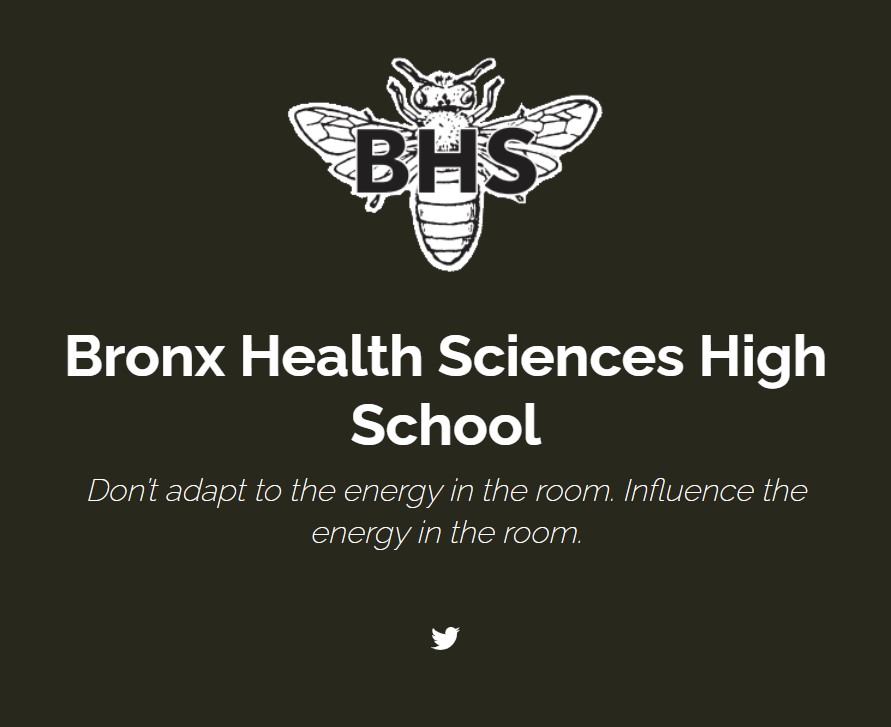 BHS
Bronx Health Sciences High
School
Don't adapt to the energy in the room. Influence the
energy in the room.